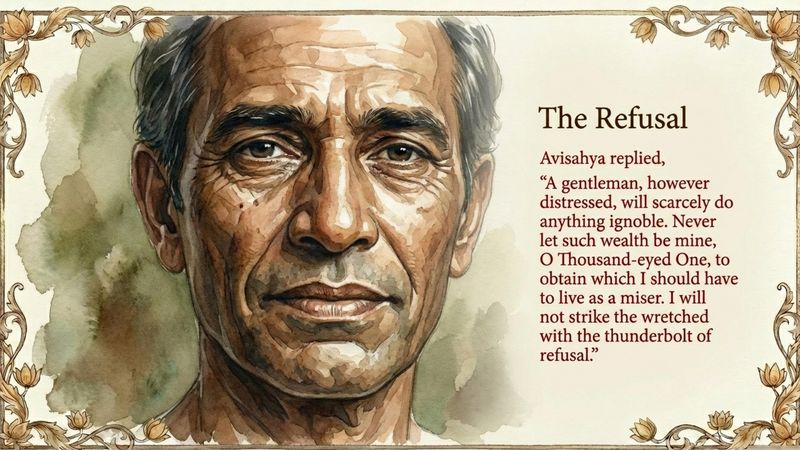 The Refusal
Avisahya replied,
“A gentleman, however
distressed, will scarcely do
anything ignoble. Never
let such wealth be mine,
O Thousand-eyed One, to
obtain which I should have
to live as a miser. I will
not strike the wretched
with the thunderbolt of
refusal.”